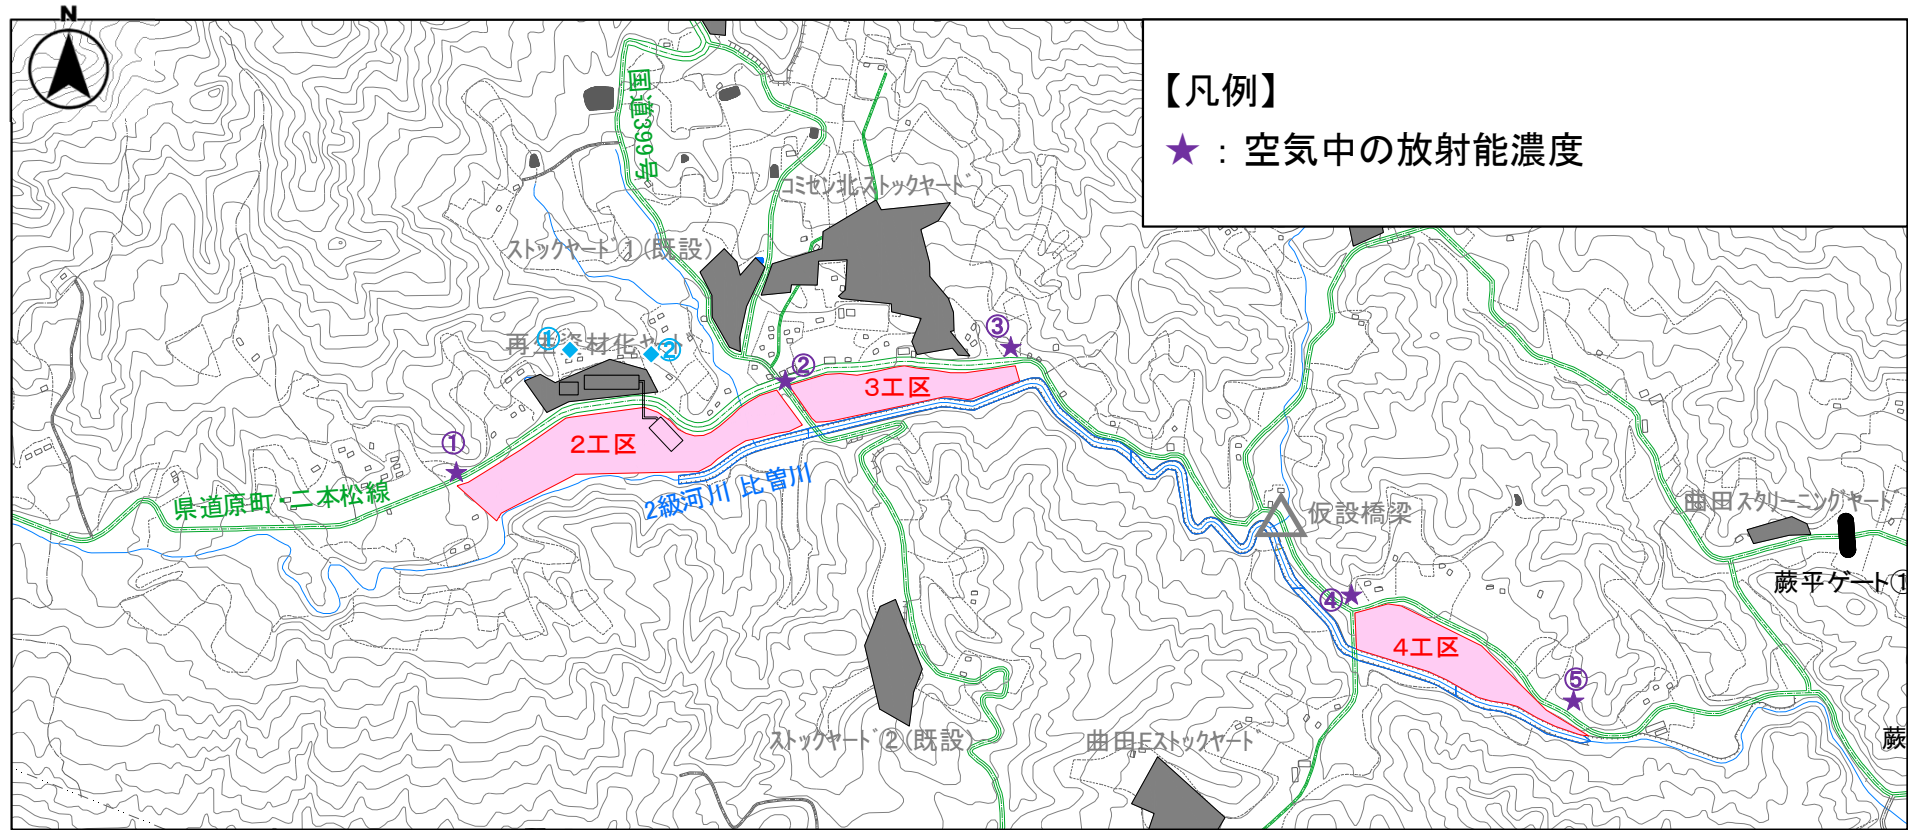 N
【凡例】
★ : 空気中の放射能濃度
国道399号
コミセン北ストックヤード
ストックヤード①(既設)
再生資材化ヤード
①
②
③
②
3工区
①
2工区
県道原町・二本松線
2級河川 比曽川
仮設橋梁
曲田スクリーニングヤード
蕨平ゲート①
④
4工区
⑤
ストックヤード②(既設)
曲田Eストックヤード
蕨